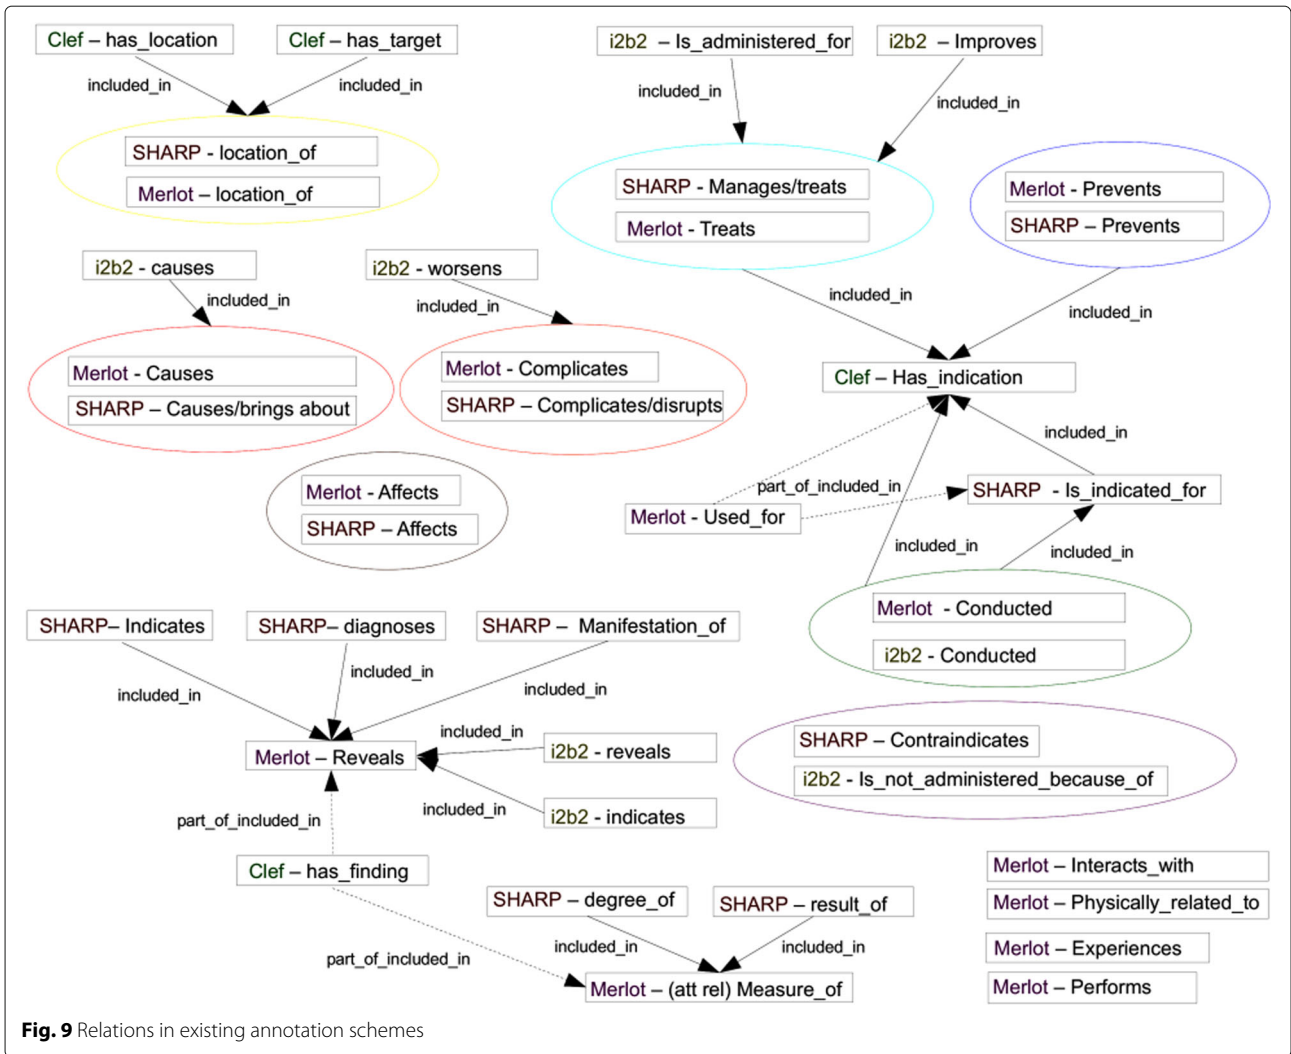 Clef – has_location
Clef – has_target
included_in
included_in
SHARP - location_of
Merlot – location_of
i2b2 – Is_administered_for
i2b2 – Improves
included_in
included_in
SHARP - Manages/treats
Merlot - Treats
Merlot - Prevents
SHARP – Prevents
i2b2 - causes
included_in
i2b2 - worsens
included_in
included_in
included_in
Merlot - Causes
SHARP – Causes/brings about
Merlot - Complicates
SHARP – Complicates/disrupts
Clef – Has_indication
Merlot - Affects
SHARP – Affects
included_in
part_of_included_in
Merlot - Used_for
SHARP - Is_indicated_for
included_in
included_in
Merlot - Conducted
i2b2 - Conducted
SHARP– Indicates
SHARP– diagnoses
SHARP– Manifestation_of
included_in
included_in
included_in
Merlot – Reveals
included_in
i2b2 - reveals
included_in
i2b2 - indicates
SHARP – Contraindicates
i2b2 - Is_not_administered_because_of
part_of_included_in
Clef – has_finding
SHARP – degree_of
SHARP – result_of
included_in
included_in
part_of_included_in
Merlot – (att rel) Measure_of
Merlot – Interacts_with
Merlot – Physically_related_to
Merlot – Experiences
Merlot – Performs
Fig. 9 Relations in existing annotation schemes